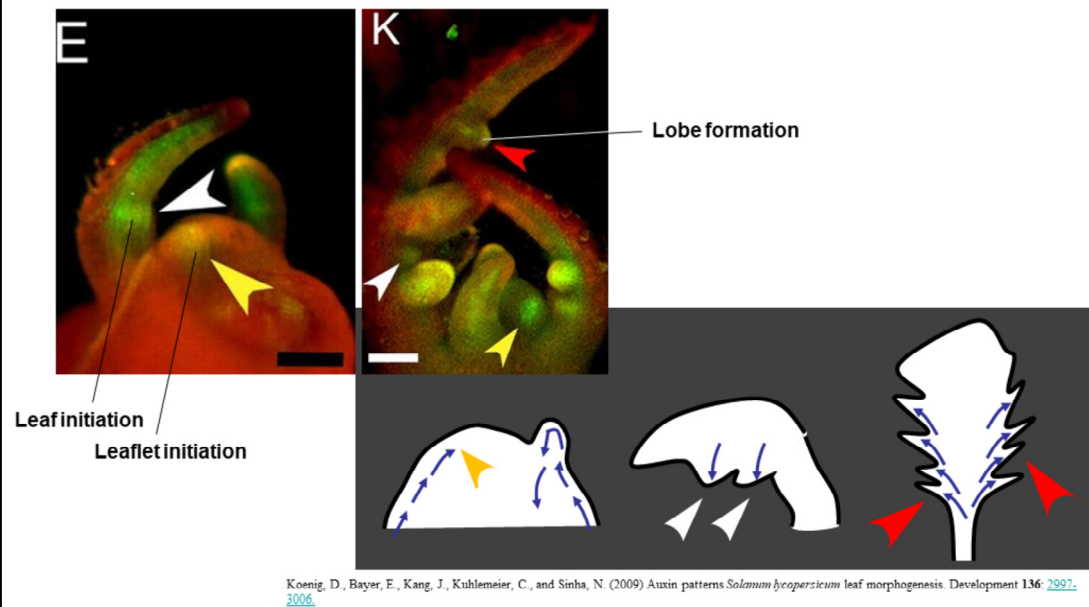 E
K
Lobe formation
Leaf initiation
Leaflet initiation
Koenig, D., Bayer, E., Kang, J., Kuhlemeier, C., and Sinha, N. (2009) Auxin patterns Solanum lycopersicum leaf morphogenesis. Development 136: 2997-
3006.